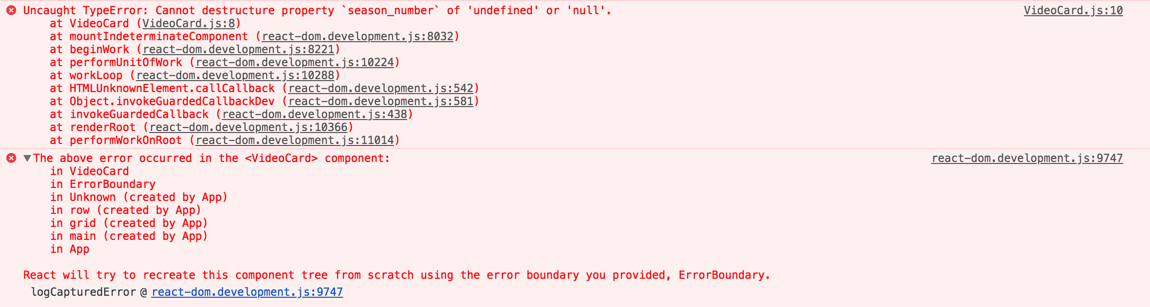 Uncaught TypeError: Cannot destructure property `season_number` of 'undefined' or 'null'. VideoCard.js:10
at VideoCard (VideoCard.js:8)
at mountIndeterminateComponent (react-dom.development.js:8032)
at beginWork (react-dom.development.js:8221)
at performUnitOfWork (react-dom.development.js:10224)
at workLoop (react-dom.development.js:10288)
at HTMLUnknownElement.callCallback (react-dom.development.js:542)
at Object.invokeGuardedCallbackDev (react-dom.development.js:581)
at invokeGuardedCallback (react-dom.development.js:438)
at renderRoot (react-dom.development.js:10366)
at performWorkOnRoot (react-dom.development.js:11014)
▼The above error occurred in the <VideoCard> component: react-dom.development.js:9747
in VideoCard
in ErrorBoundary
in Unknown (created by App)
in row (created by App)
in grid (created by App)
in main (created by App)
in App
React will try to recreate this component tree from scratch using the error boundary you provided, ErrorBoundary.
logCapturedError @ react-dom.development.js:9747